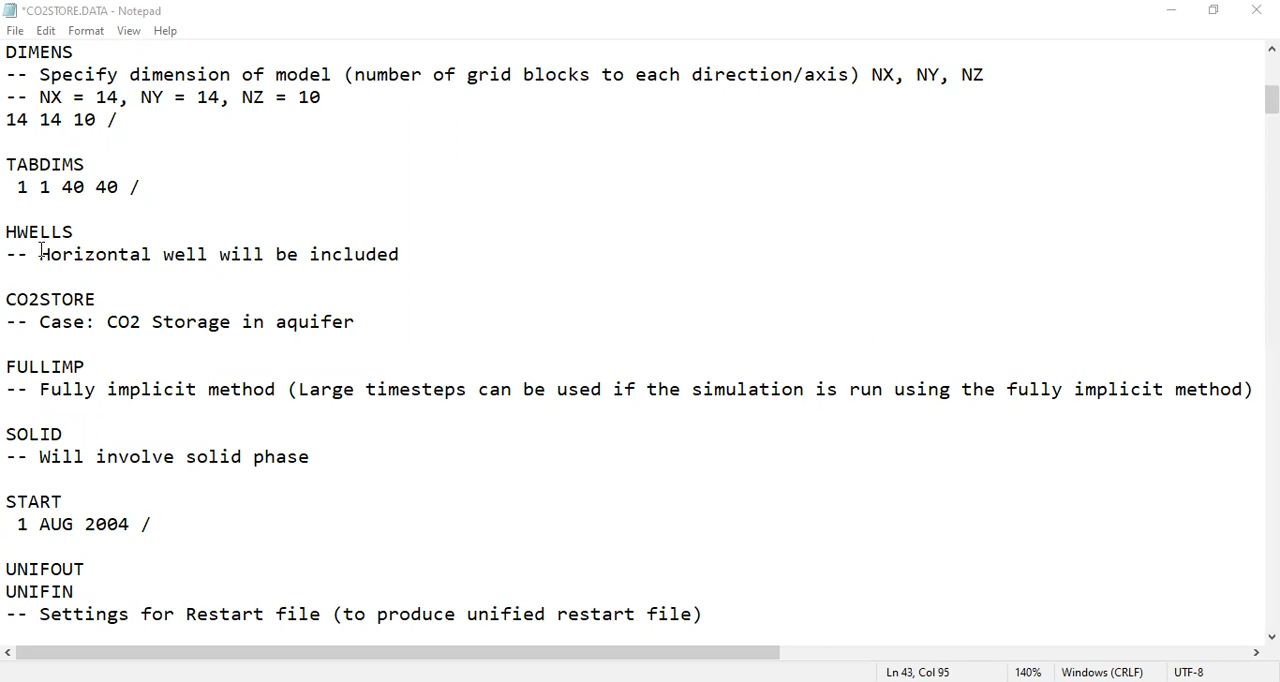 *CO2STORE.DATA - Notepad
File Edit Format View Help
DIMENS
-- Specify dimension of model (number of grid blocks to each direction/axis) NX, NY, NZ
-- NX = 14, NY = 14, NZ = 10
14 14 10 /
TABDIMS
1 1 40 40 /
HWELLS
-- Horizontal well will be included
CO2STORE
-- Case: CO2 Storage in aquifer
FULLIMP
-- Fully implicit method (Large timesteps can be used if the simulation is run using the fully implicit method)
SOLID
-- Will involve solid phase
START
1 AUG 2004 /
UNIFOUT
UNIFIN
-- Settings for Restart file (to produce unified restart file)
Ln 43, Col 95 140% Windows (CRLF) UTF-8